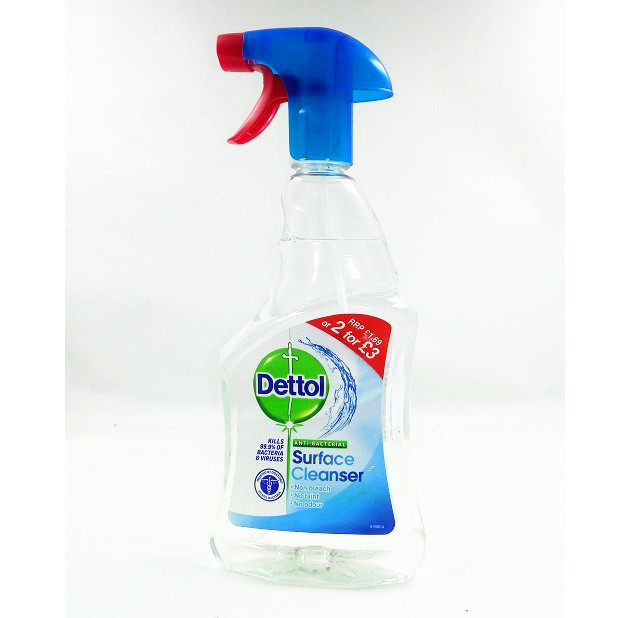 RRP £1.69
or 2 for £3
Dettol
KILLS
99.9% OF
BACTERIA
& VIRUSES
ANTI-BACTERIAL
Surface
Cleanser
• Non bleach
• No taint
• No odour